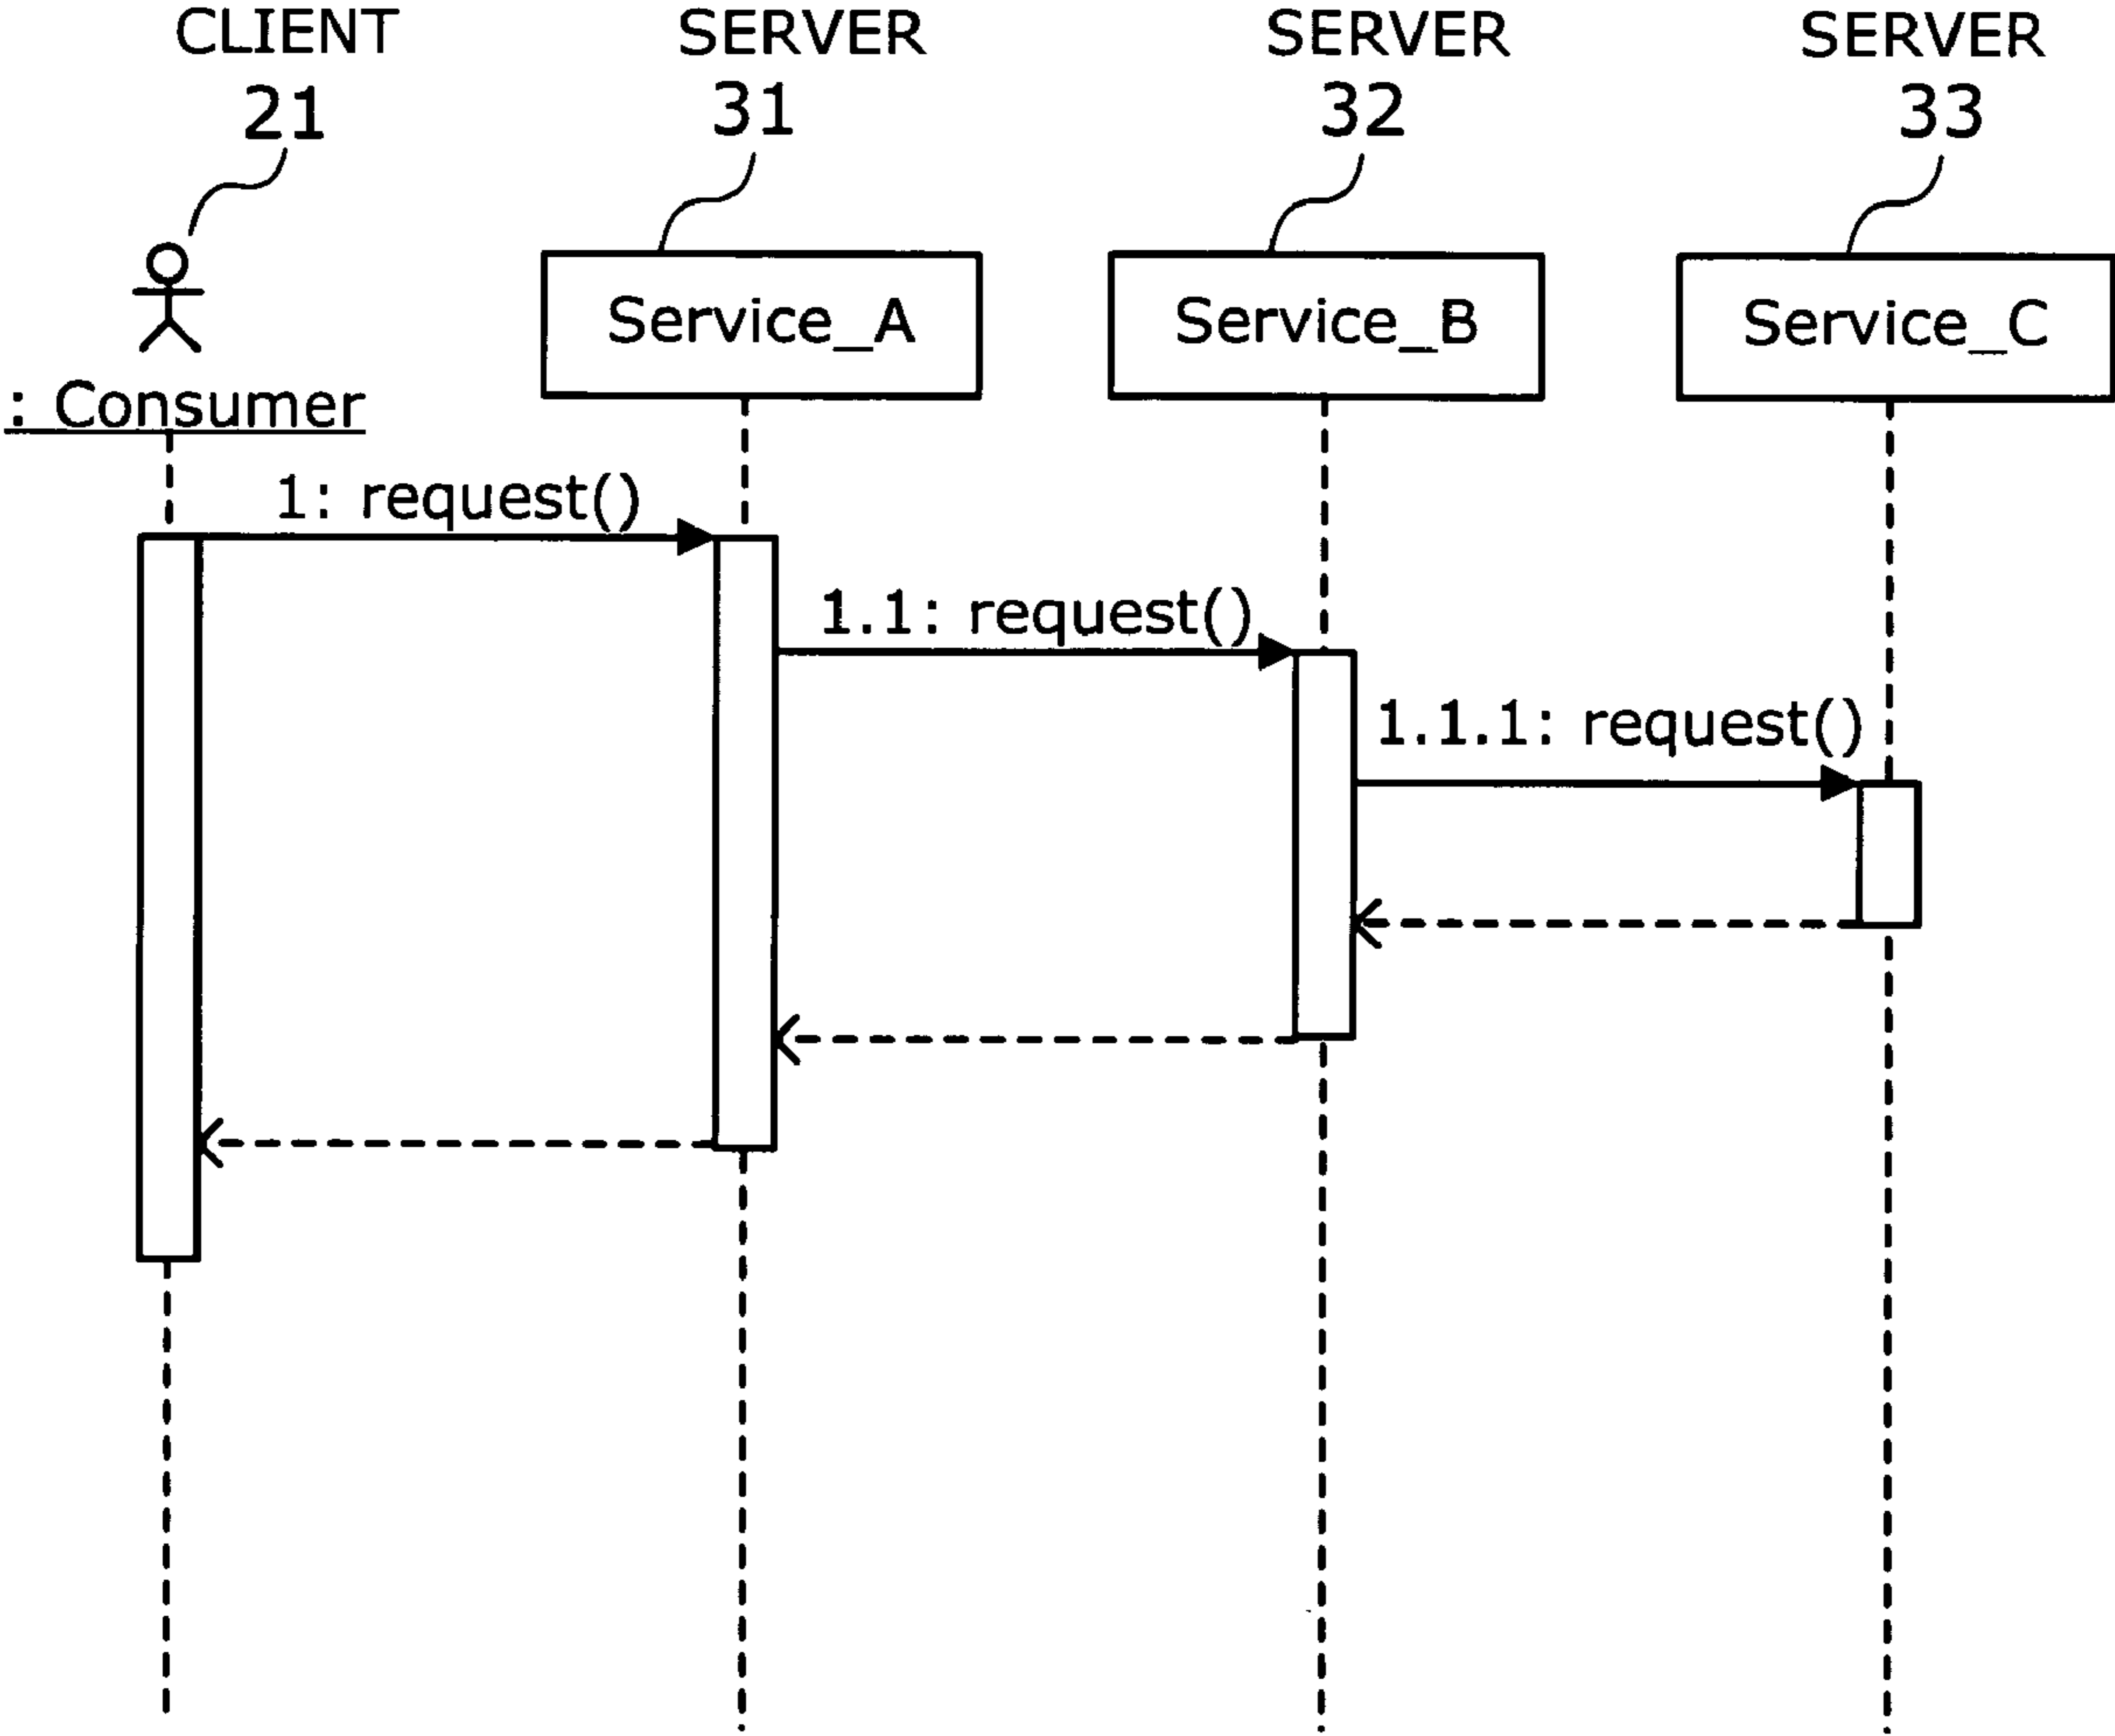 CLIENT SERVER SERVER SERVER
21 31 32 33
Service_A Service_B Service_C
: Consumer
1: request()
1.1: request()
1.1.1: request()